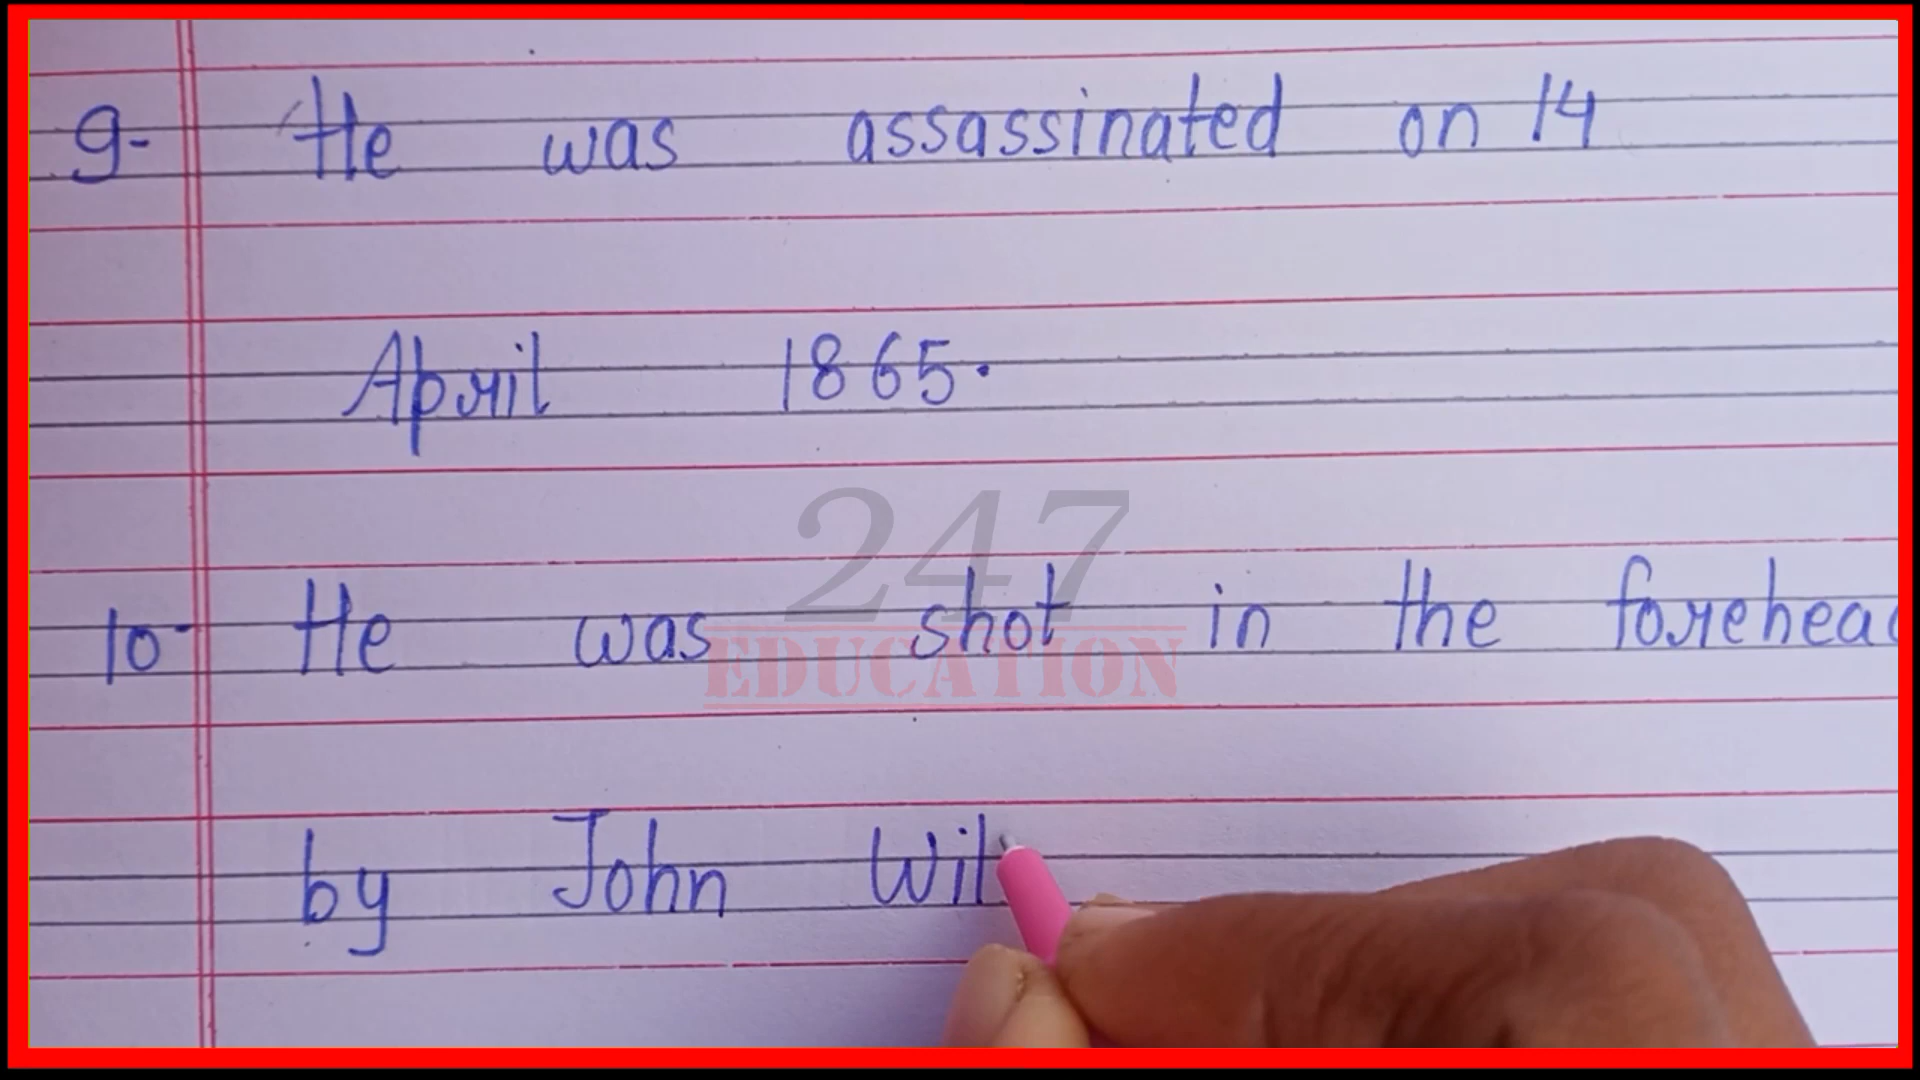 9- He was assassinated on 14
April 1865.
247
EDUCATION
10- He was shot in the forehead
by John Wil